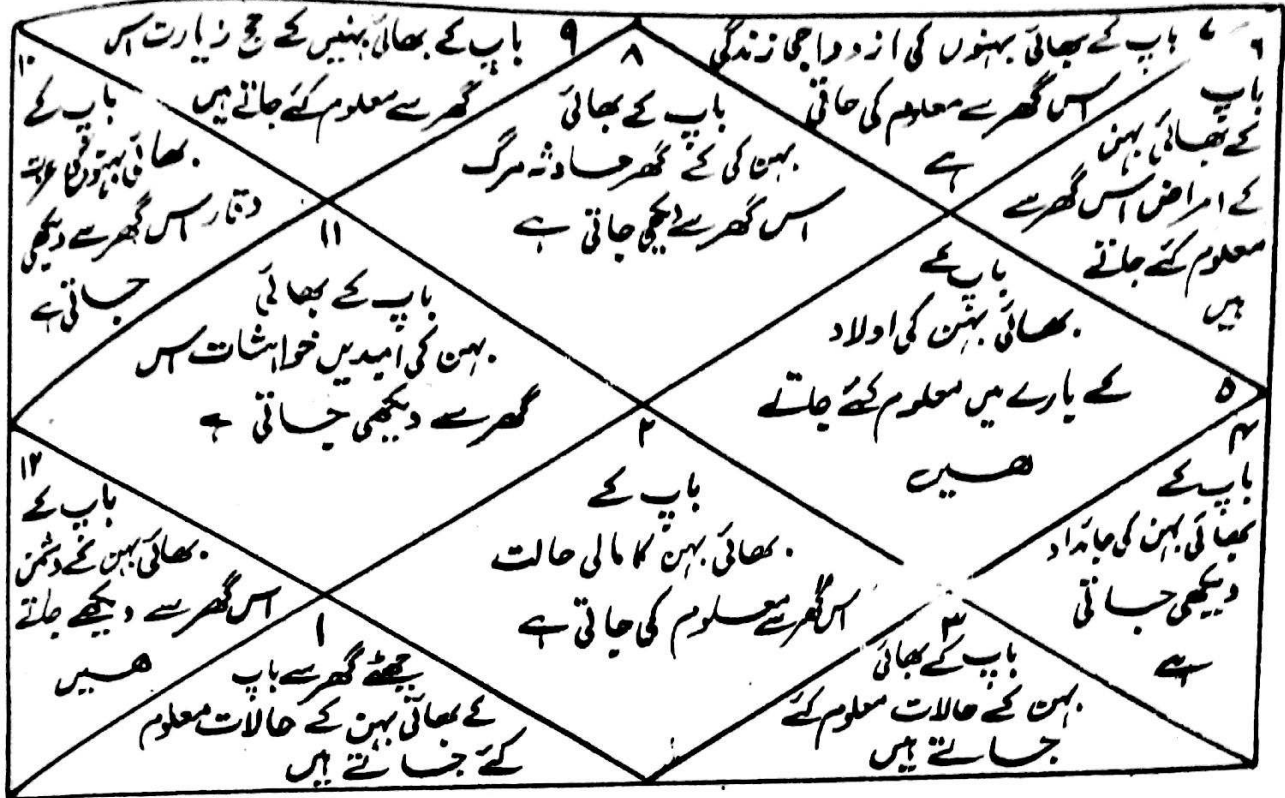 ۶
باپ
کے بھائی بہن
کے امراض اس گھر سے
معلوم کئے جاتے
ہیں
۷
باپ کے بھائی بہنوں کی ازدواجی زندگی
اس گھر سے معلوم کی جاتی
ہے
۸
باپ کے بھائی
بہن کی کے گھر حادثہ مرگ
اس گھر سے دیکھی جاتی ہے
۹
باپ کے بھائی بہنیں کے حج زیارت اس
گھر سے معلوم کئے جاتے ہیں
۱۰
باپ کے
بھائی بہنوں کی عزت
وقار اس گھر سے دیکھی
جاتی ہے
۱۱
باپ کے بھائی
بہن کی امیدیں خواہشات اس
گھر سے دیکھی جاتی ہے
۵
باپ کے
بھائی بہن کی اولاد
کے بارے میں معلوم کئے جاتے
ہیں
۱۲
باپ کے
بھائی بہن کے دشمن
اس گھر سے دیکھے جاتے
ہیں
۲
باپ کے
بھائی بہن کا مالی حالت
اس گھر سے معلوم کی جاتی ہے
۴
باپ کے
بھائی بہن کی جائداد
دیکھی جاتی
ہے
۱
چھٹے گھر سے باپ
کے بھائی بہن کے حالات معلوم
کئے جاتے ہیں
۳
باپ کے بھائی
بہن کے حالات معلوم کئے
جاتے ہیں